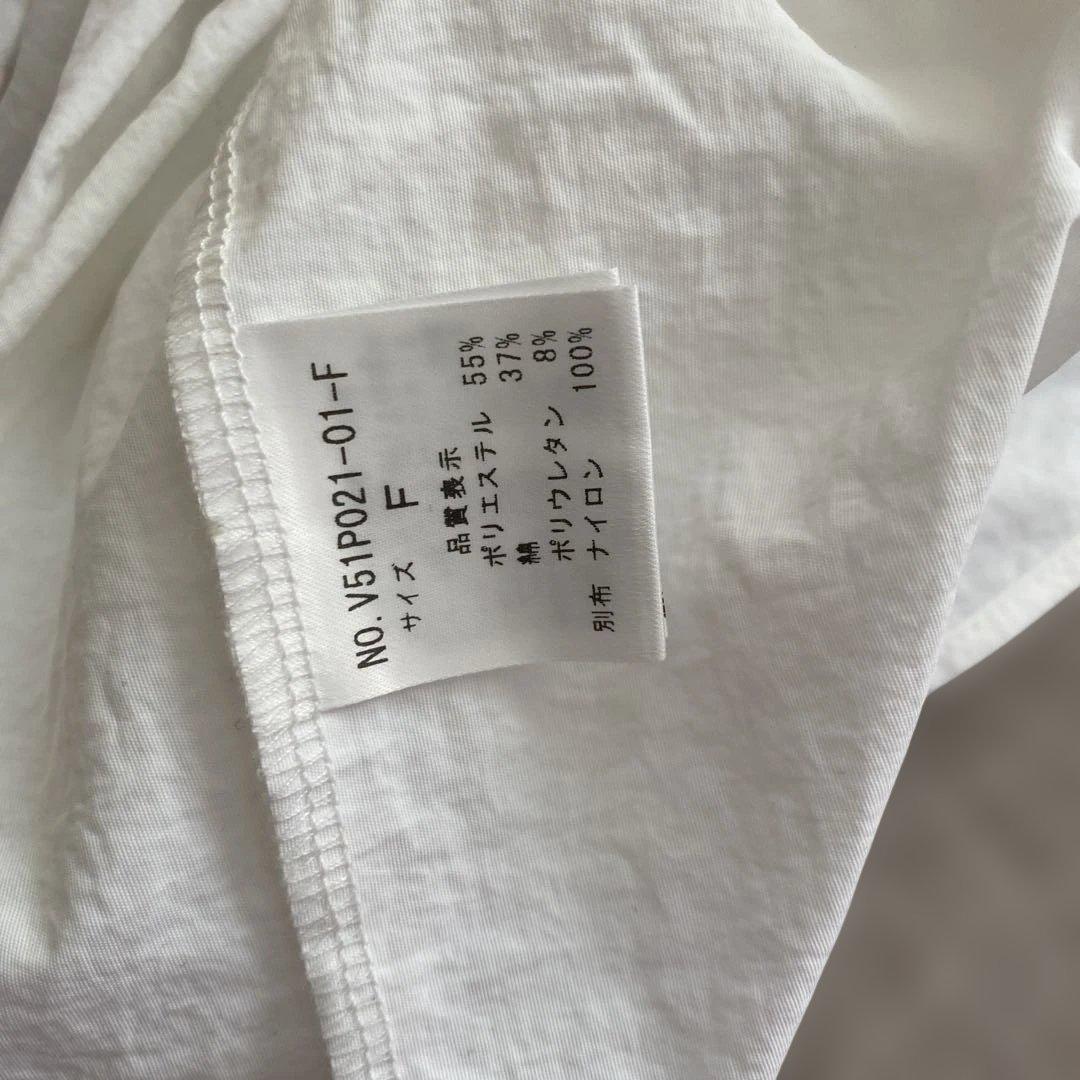 NO. V51P021-01-F
サイズ F
品質表示
ポリエステル 55%
綿 37%
ポリウレタン 8%
別布 ナイロン 100%